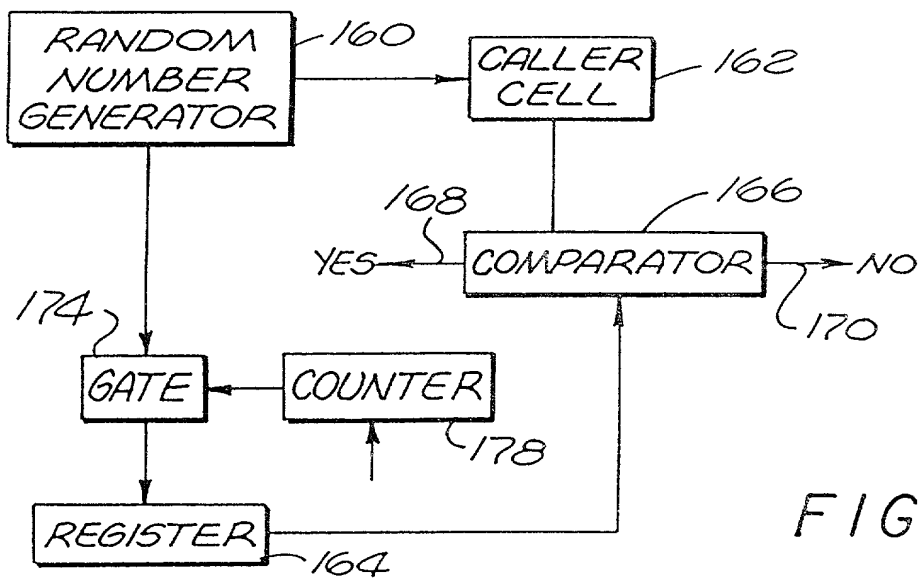 RANDOM
NUMBER
GENERATOR
160
CALLER
CELL
162
166
168
YES
COMPARATOR
NO
170
174
GATE
COUNTER
178
REGISTER
164
FIG